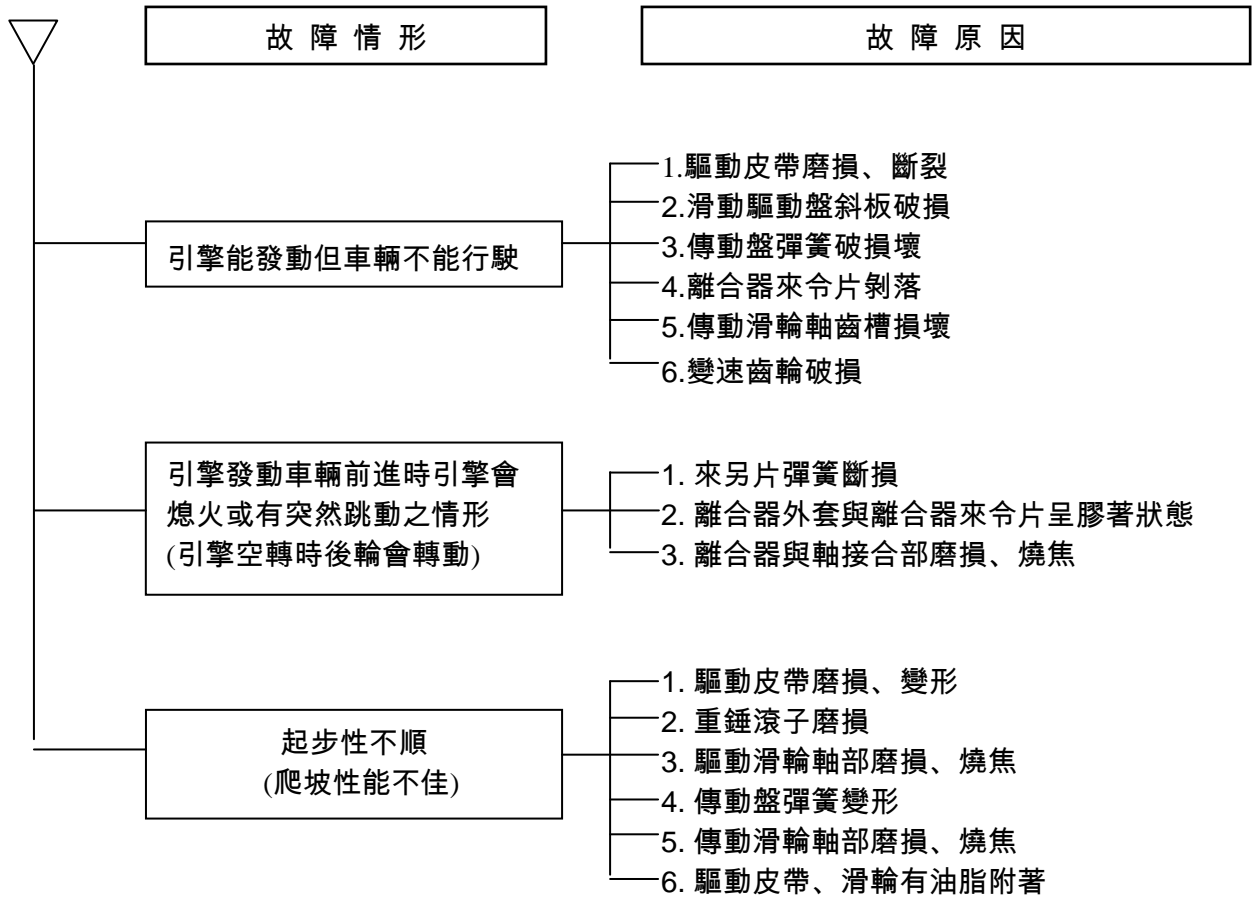 故 障 情 形
故 障 原 因
引擎能發動但車輛不能行駛
1.驅動皮帶磨損、斷裂
2.滑動驅動盤斜板破損
3.傳動盤彈簧破損壞
4.離合器來令片剝落
5.傳動滑輪軸齒槽損壞
6.變速齒輪破損
引擎發動車輛前進時引擎會
熄火或有突然跳動之情形
(引擎空轉時後輪會轉動)
1. 來另片彈簧斷損
2. 離合器外套與離合器來令片呈膠著狀態
3. 離合器與軸接合部磨損、燒焦
起步性不順
(爬坡性能不佳)
1. 驅動皮帶磨損、變形
2. 重錘滾子磨損
3. 驅動滑輪軸部磨損、燒焦
4. 傳動盤彈簧變形
5. 傳動滑輪軸部磨損、燒焦
6. 驅動皮帶、滑輪有油脂附著